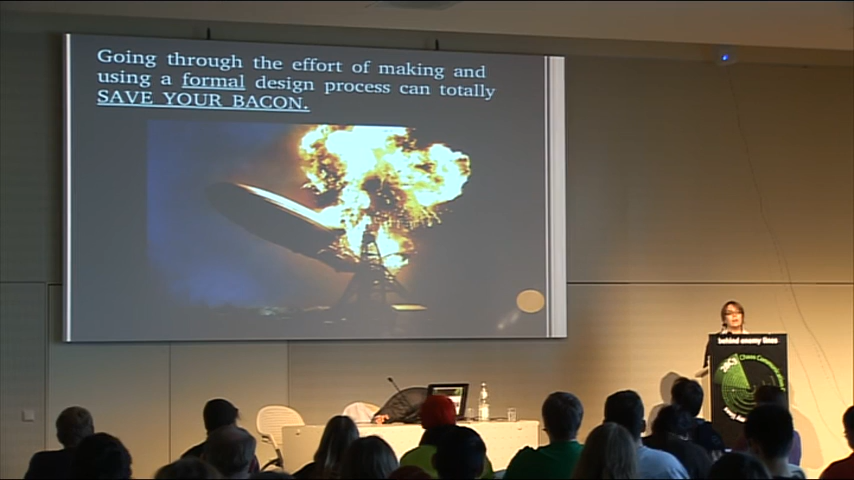 Going through the effort of making and
using a formal design process can totally
SAVE YOUR BACON.
behind enemy lines